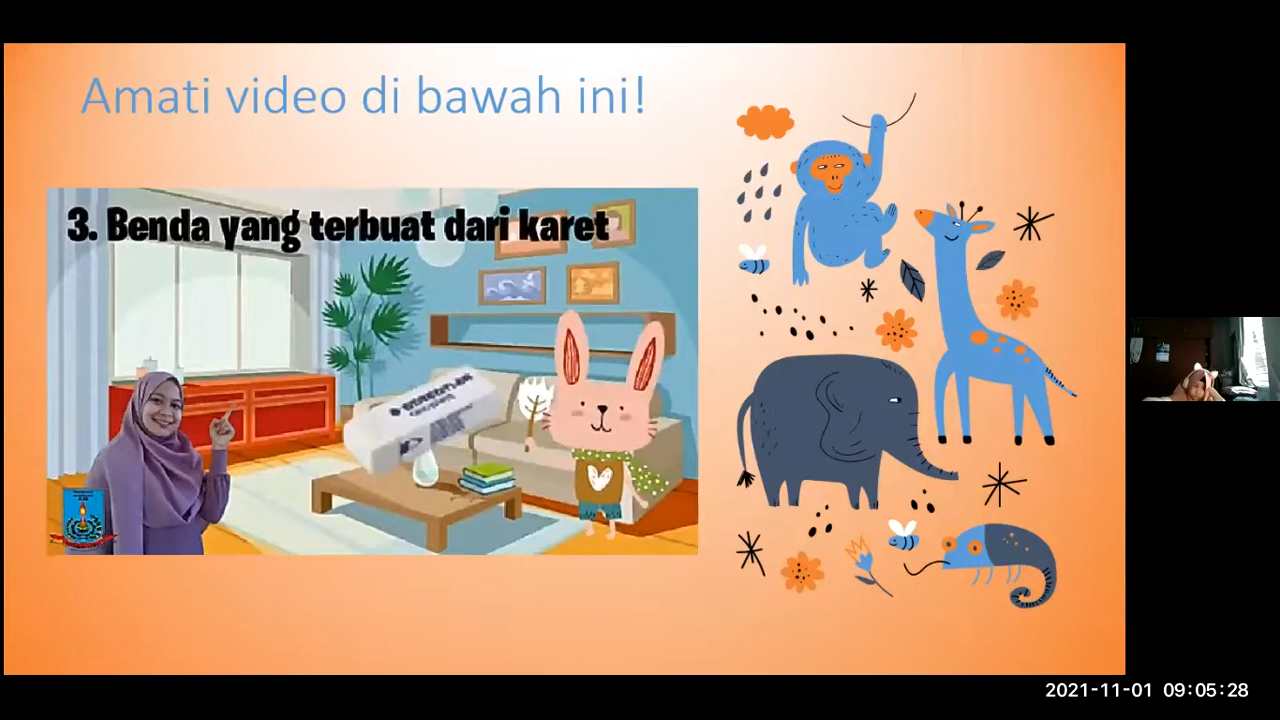 Amati video di bawah ini!
3. Benda yang terbuat dari karet
2021-11-01 09:05:28